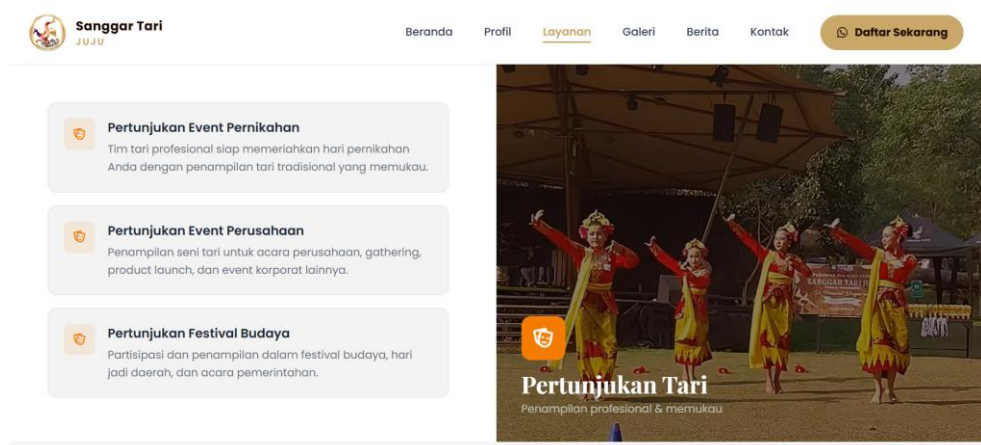 Sanggar Tari
JUJU
Beranda
Profil
Layanan
Galeri
Berita
Kontak
Daftar Sekarang
Pertunjukan Event Pernikahan
Tim tari profesional siap memeriahkan hari pernikahan
Anda dengan penampilan tari tradisional yang memukau.
Pertunjukan Event Perusahaan
Penampilan seni tari untuk acara perusahaan, gathering,
product launch, dan event korporat lainnya.
Pertunjukan Festival Budaya
Partisipasi dan penampilan dalam festival budaya, hari
jadi daerah, dan acara pemerintahan.
SANGGAR TARI
Pertunjukan Tari
Penampilan profesional & memukau